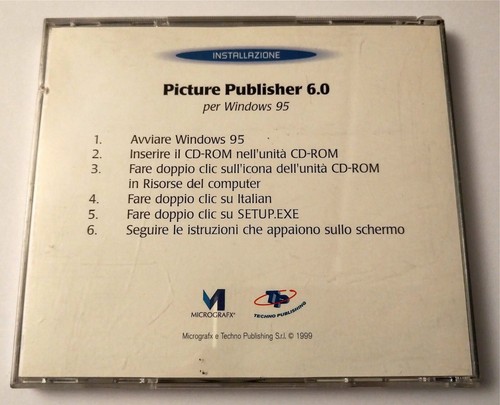 INSTALLAZIONE
Picture Publisher 6.0
per Windows 95
1. Avviare Windows 95
2. Inserire il CD-ROM nell'unità CD-ROM
3. Fare doppio clic sull'icona dell'unità CD-ROM
in Risorse del computer
4. Fare doppio clic su Italian
5. Fare doppio clic su SETUP.EXE
6. Seguire le istruzioni che appaiono sullo schermo
MICROGRAFX®
TP
TECHNO PUBLISHING
Micrografx e Techno Publishing S.r.l. © 1999